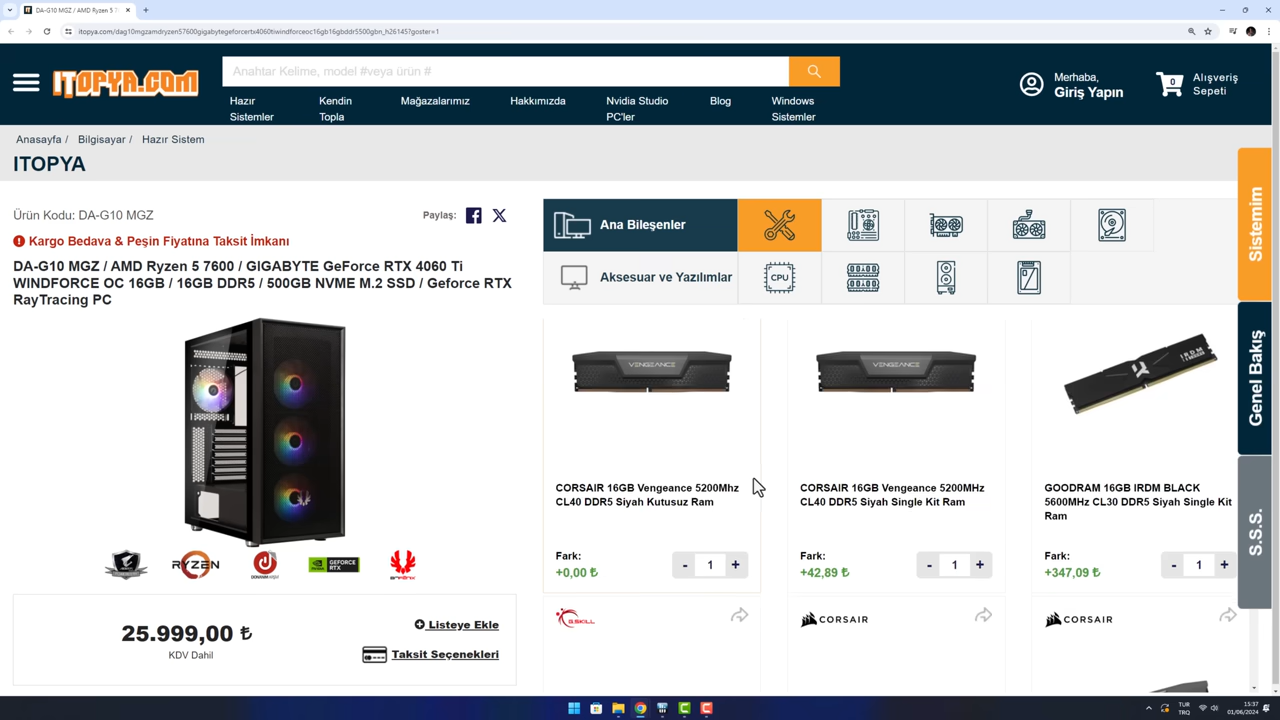 DA-G10 MGZ / AMD Ryzen 5 7
itopya.com/dag10mgzamdryzen57600gigabytegeforcertx4060tiwindforceoc16gb16gbddr5500gbn_h26145?goster=1
ITOPYA.COM
Anahtar Kelime, model #veya ürün #
Hazır Sistemler
Kendin Topla
Mağazalarımız
Hakkımızda
Nvidia Studio PC'ler
Blog
Windows Sistemler
Merhaba,
Giriş Yapın
0
Alışveriş
Sepeti
Anasayfa / Bilgisayar / Hazır Sistem
ITOPYA
Ürün Kodu: DA-G10 MGZ
Paylaş:
Kargo Bedava & Peşin Fiyatına Taksit İmkanı
DA-G10 MGZ / AMD Ryzen 5 7600 / GIGABYTE GeForce RTX 4060 Ti
WINDFORCE OC 16GB / 16GB DDR5 / 500GB NVME M.2 SSD / Geforce RTX
RayTracing PC
RYZEN
GEFORCE RTX
25.999,00 ₺
KDV Dahil
Listeye Ekle
Taksit Seçenekleri
Ana Bileşenler
Aksesuar ve Yazılımlar
CPU
VENGEANCE
CORSAIR 16GB Vengeance 5200Mhz
CL40 DDR5 Siyah Kutusuz Ram
Fark:
+0,00 ₺
- 1 +
VENGEANCE
CORSAIR 16GB Vengeance 5200Mhz
CL40 DDR5 Siyah Single Kit Ram
Fark:
+42,89 ₺
- 1 +
IRDM
GOODRAM 16GB IRDM BLACK
5600MHz CL30 DDR5 Siyah Single Kit
Ram
Fark:
+347,09 ₺
- 1 +
G.SKILL
CORSAIR
CORSAIR
Sistemim
Genel Bakış
S.S.S.
TUR
TRQ
15:37
01/06/2024